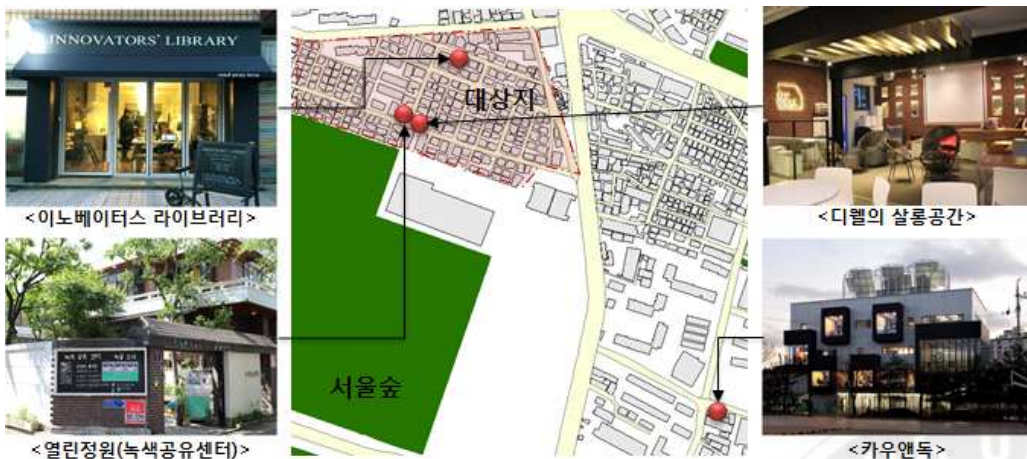 INNOVATORS' LIBRARY
<이노베이터스 라이브러리>
대상지
<디웰의 살롱공간>
서울숲
<열린정원(녹색공유센터)>
<카우앤독>